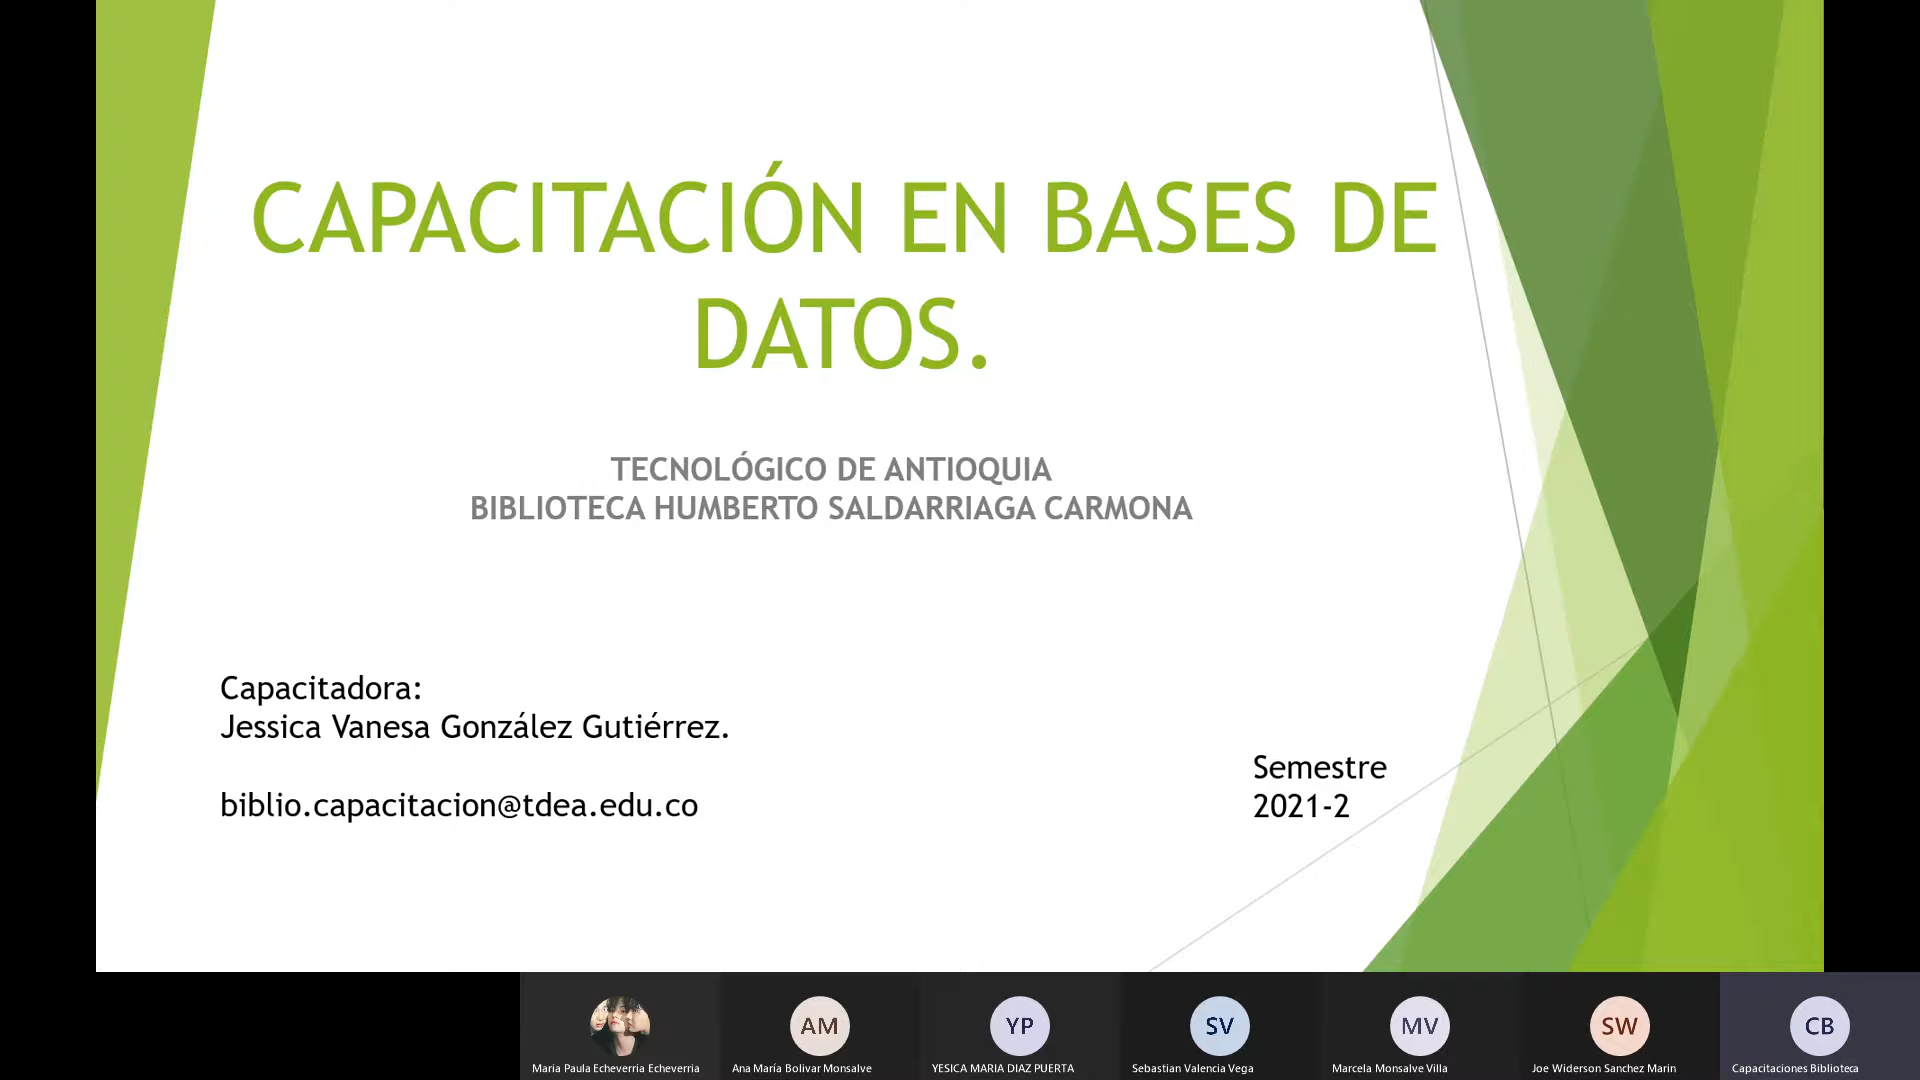 CAPACITACIÓN EN BASES DE
DATOS.
TECNOLÓGICO DE ANTIOQUIA
BIBLIOTECA HUMBERTO SALDARRIAGA CARMONA
Capacitadora:
Jessica Vanesa González Gutiérrez.
biblio.capacitacion@tdea.edu.co
Semestre
2021-2
AM
YP
SV
MV
SW
CB
Maria Paula Echeverria Echeverria
Ana María Bolivar Monsalve
YESICA MARIA DIAZ PUERTA
Sebastian Valencia Vega
Marcela Monsalve Villa
Joe Widerson Sanchez Marin
Capacitaciones Biblioteca